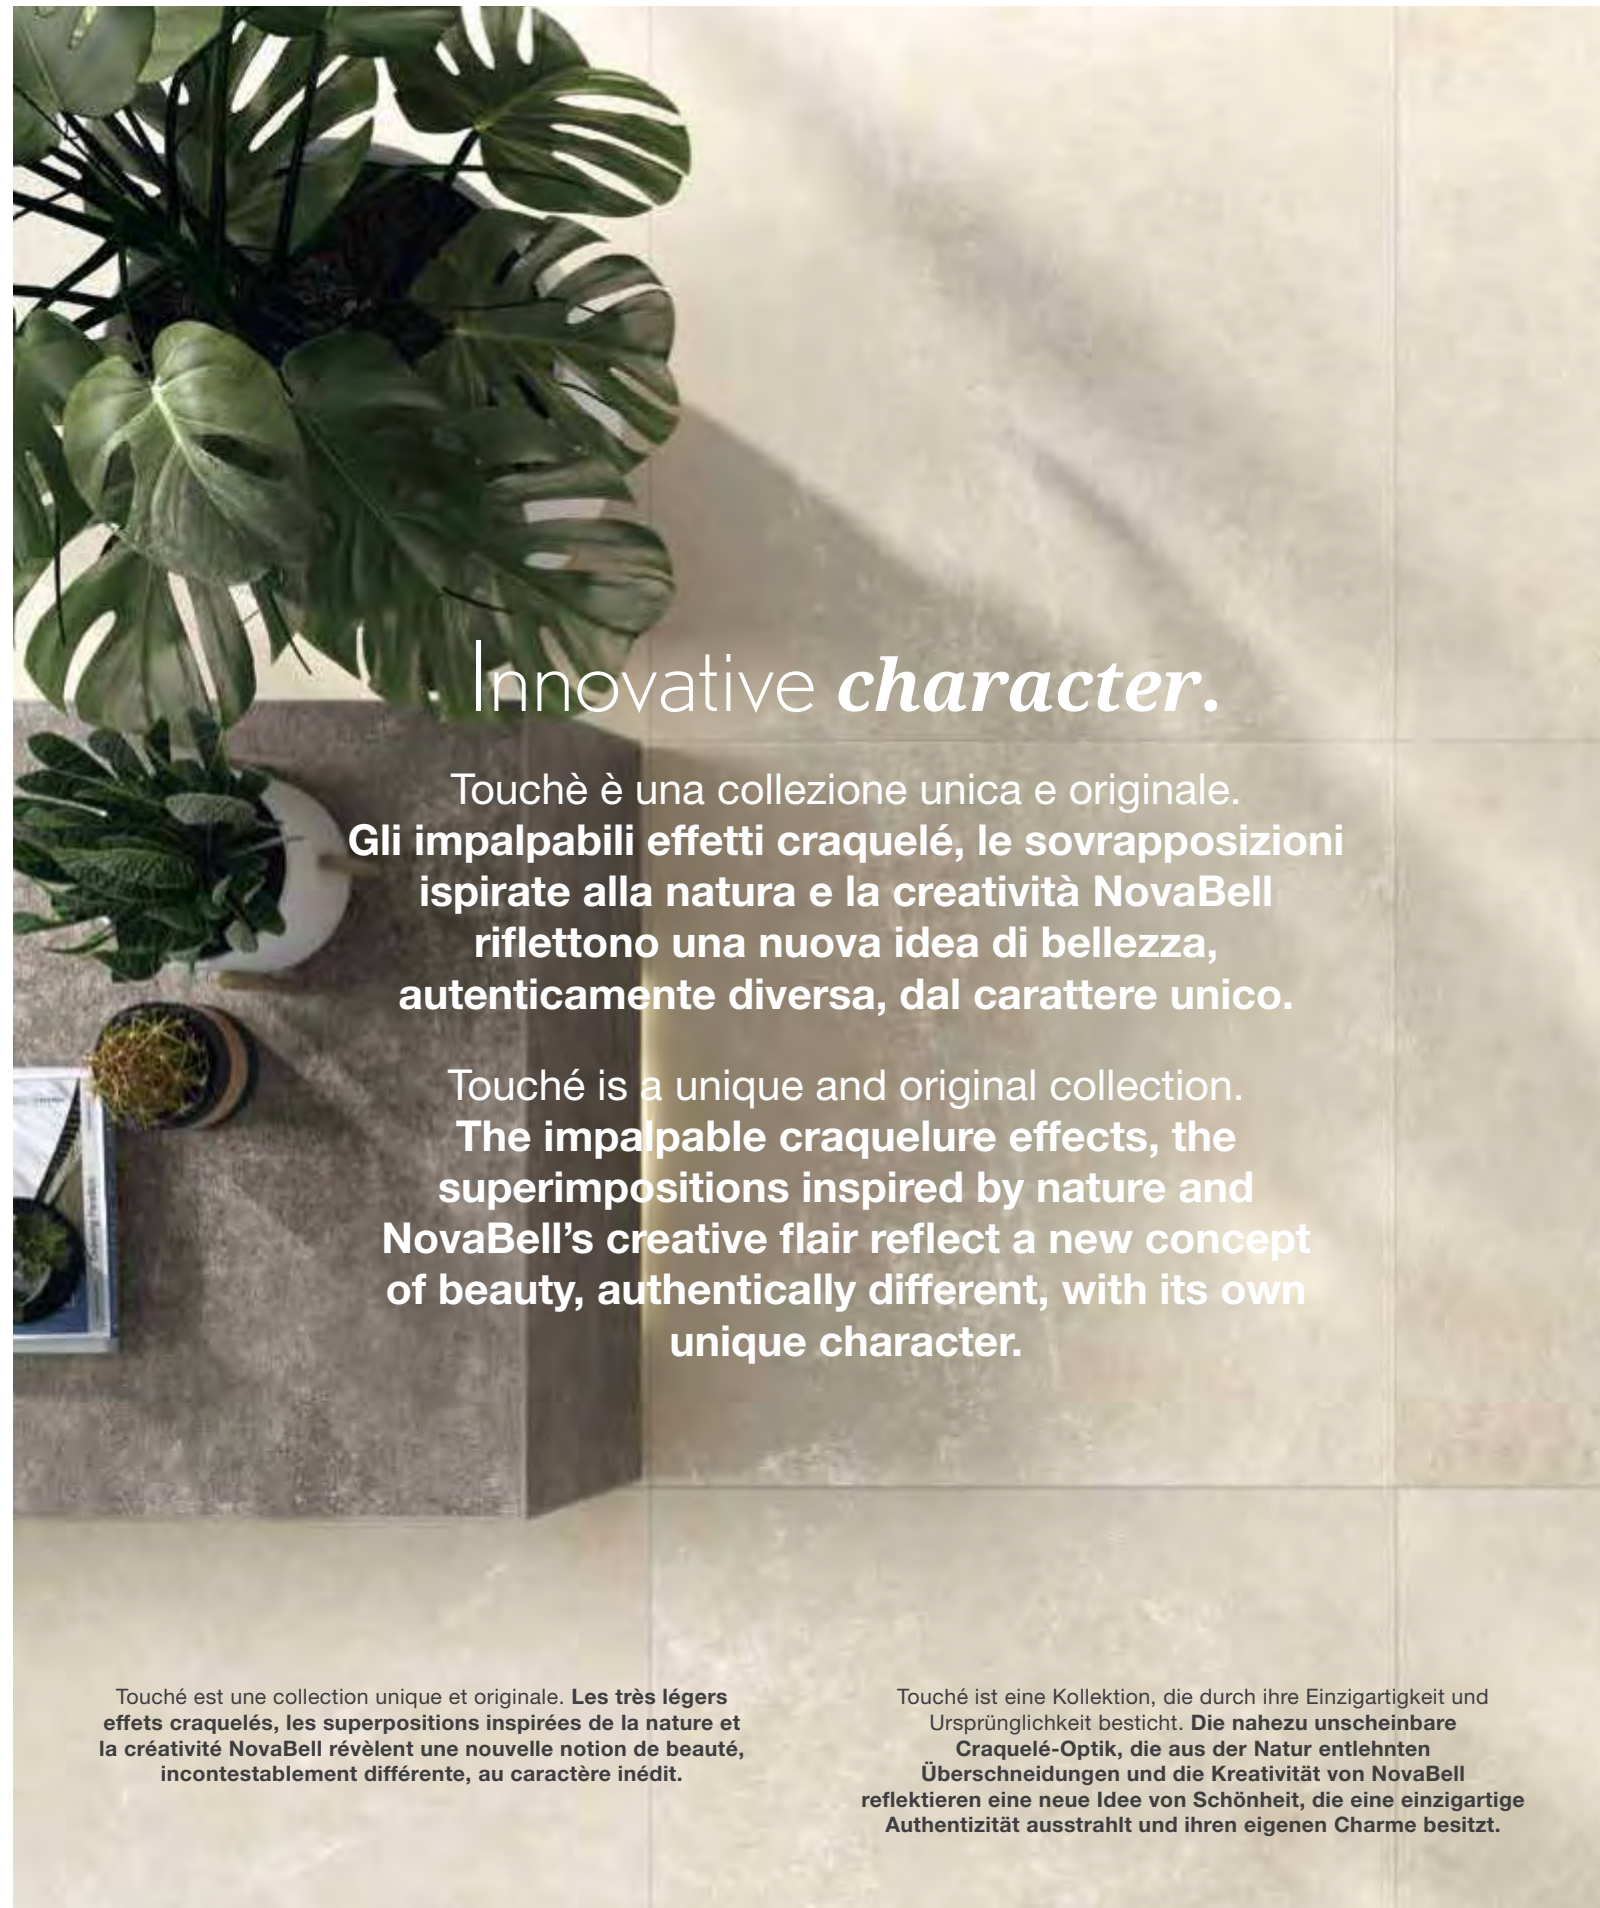 Innovative character.
Touchè è una collezione unica e originale.
Gli impalpabili effetti craquelé, le sovrapposizioni
ispirate alla natura e la creatività NovaBell
riflettono una nuova idea di bellezza,
autenticamente diversa, dal carattere unico.
Touché is a unique and original collection.
The impalpable craquelure effects, the
superimpositions inspired by nature and
NovaBell’s creative flair reflect a new concept
of beauty, authentically different, with its own
unique character.
Touché est une collection unique et originale. Les très légers
effets craquelés, les superpositions inspirées de la nature et
la créativité NovaBell révèlent une nouvelle notion de beauté,
incontestablement différente, au caractère inédit.
Touché ist eine Kollektion, die durch ihre Einzigartigkeit und
Ursprünglichkeit besticht. Die nahezu unscheinbare
Craquelé-Optik, die aus der Natur entlehnten
Überschneidungen und die Kreativität von NovaBell
reflektieren eine neue Idee von Schönheit, die eine einzigartige
Authentizität ausstrahlt und ihren eigenen Charme besitzt.